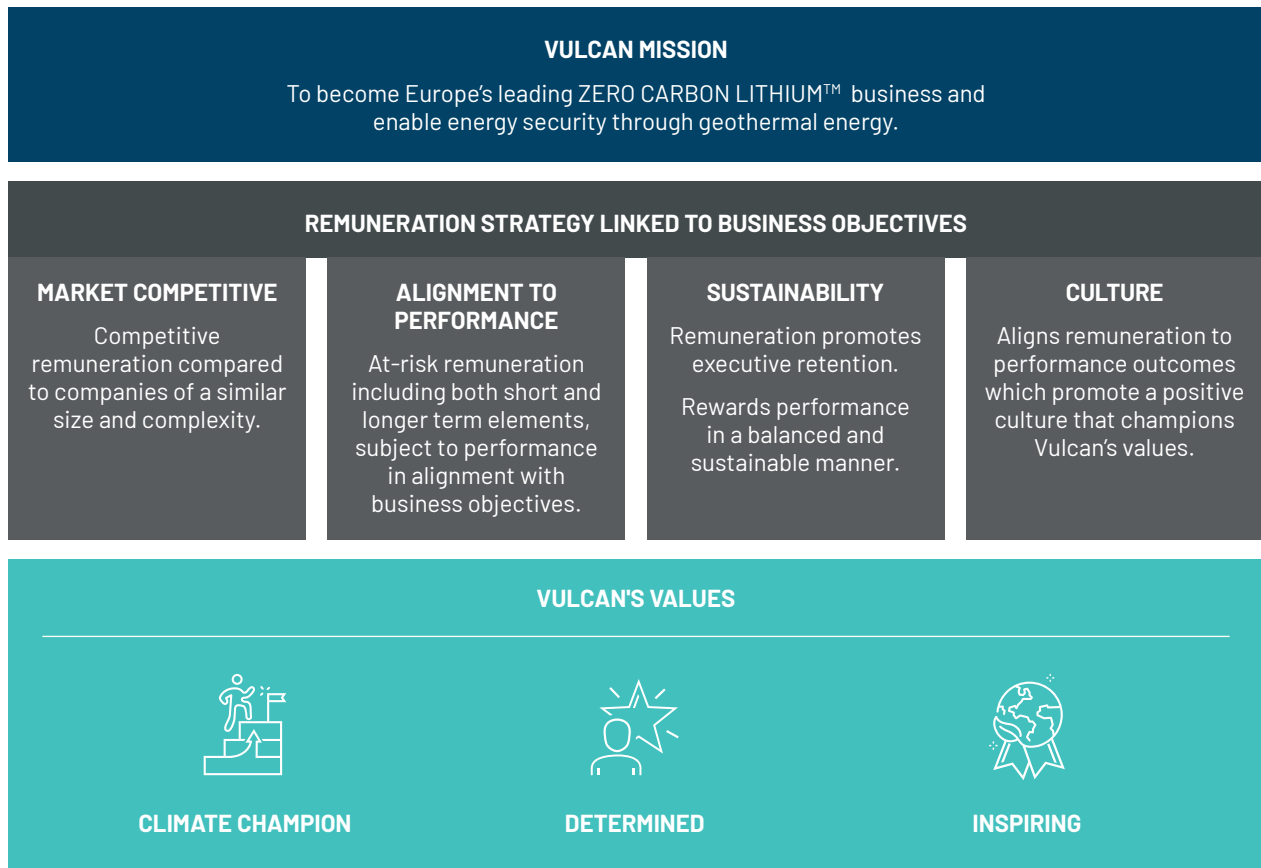 VULCAN MISSION
To become Europe's leading ZERO CARBON LITHIUM™ business and
enable energy security through geothermal energy.
REMUNERATION STRATEGY LINKED TO BUSINESS OBJECTIVES
MARKET COMPETITIVE
Competitive
remuneration compared
to companies of a similar
size and complexity.
ALIGNMENT TO
PERFORMANCE
At-risk remuneration
including both short and
longer term elements,
subject to performance
in alignment with
business objectives.
SUSTAINABILITY
Remuneration promotes
executive retention.
Rewards performance
in a balanced and
sustainable manner.
CULTURE
Aligns remuneration to
performance outcomes
which promote a positive
culture that champions
Vulcan's values.
VULCAN'S VALUES
CLIMATE CHAMPION
DETERMINED
INSPIRING